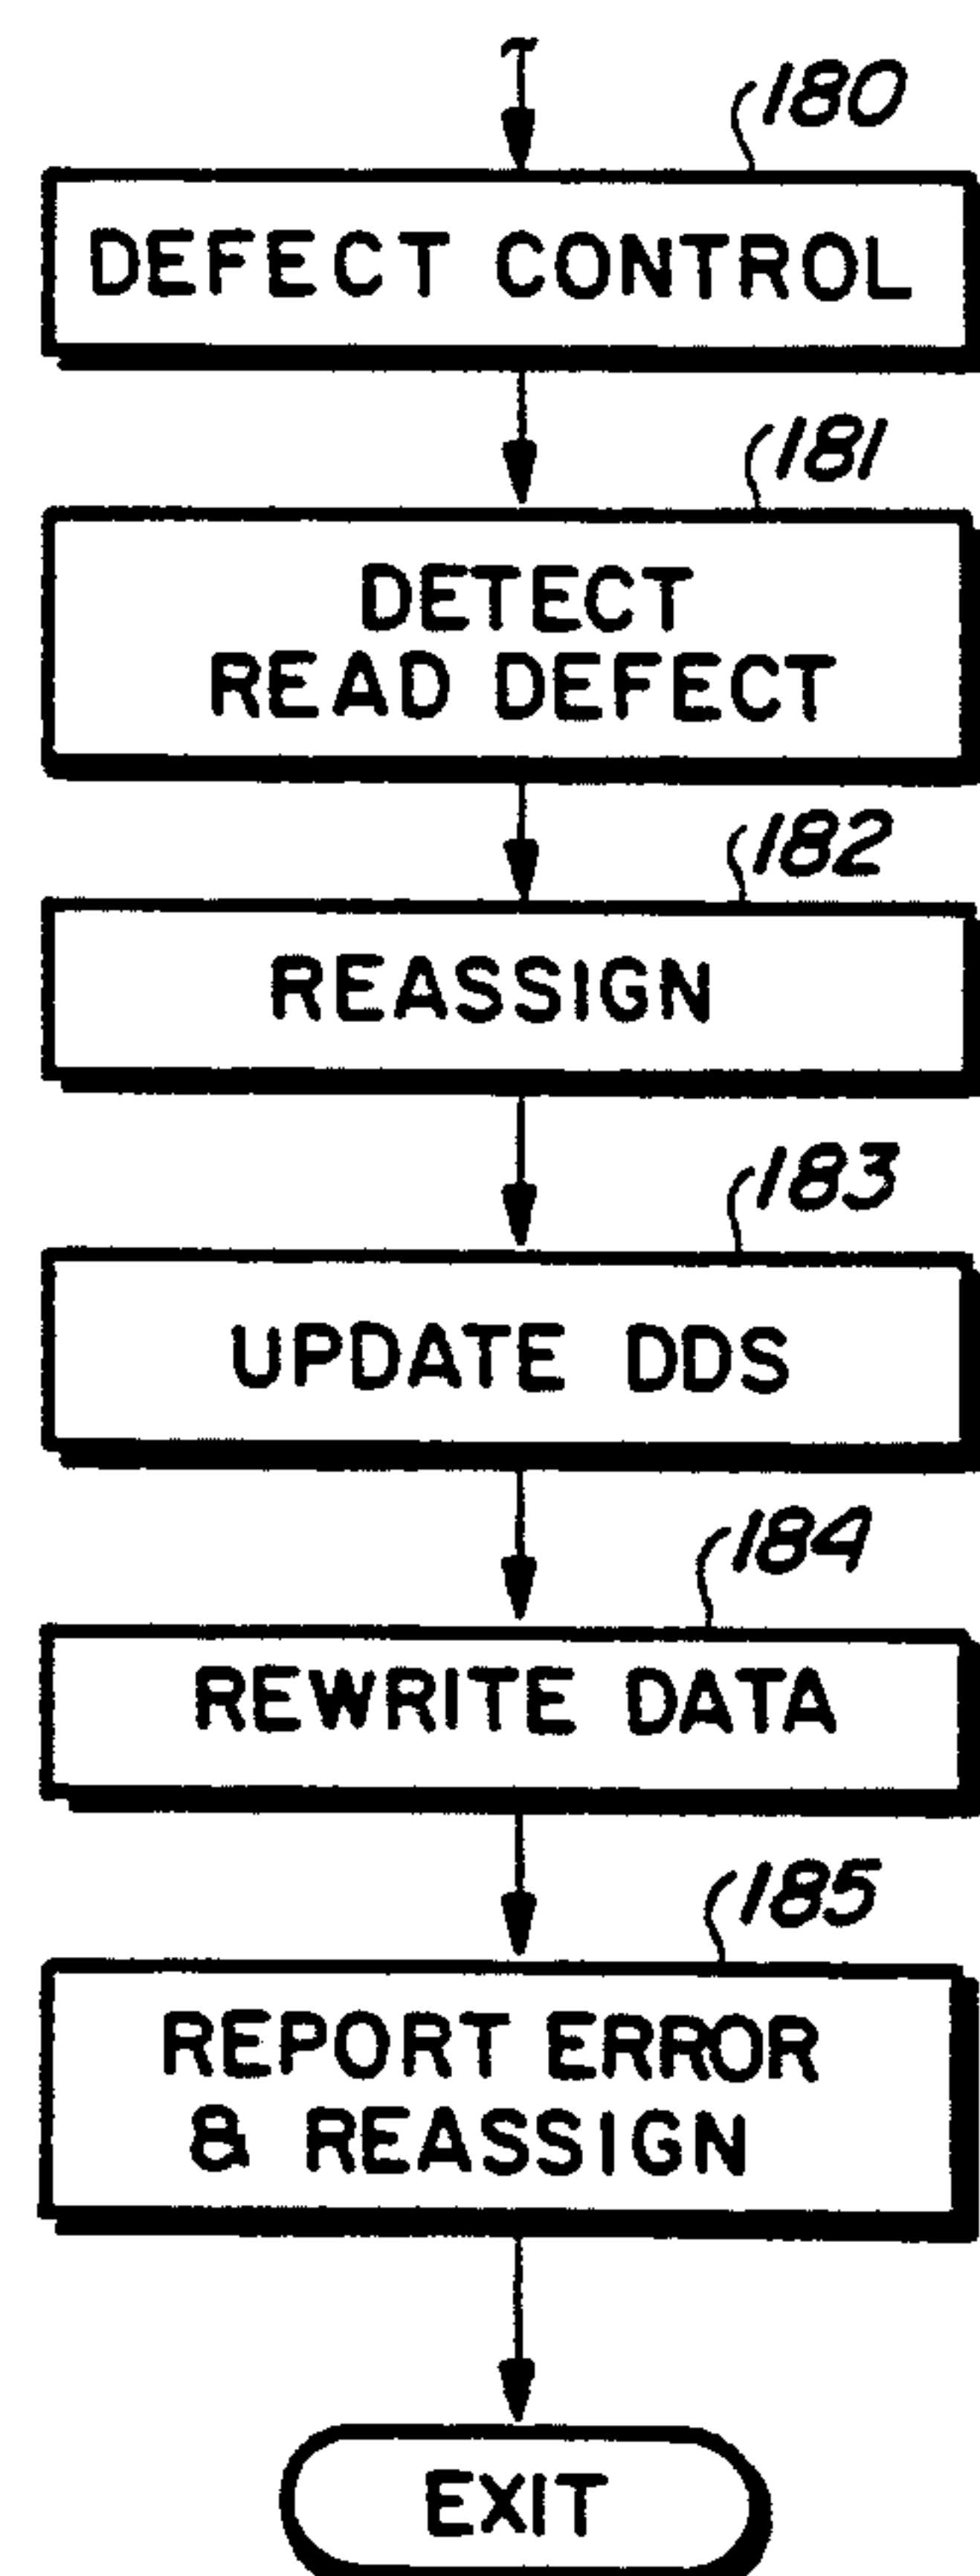 180
DEFECT CONTROL
181
DETECT
READ DEFECT
182
REASSIGN
183
UPDATE DDS
184
REWRITE DATA
185
REPORT ERROR
& REASSIGN
EXIT